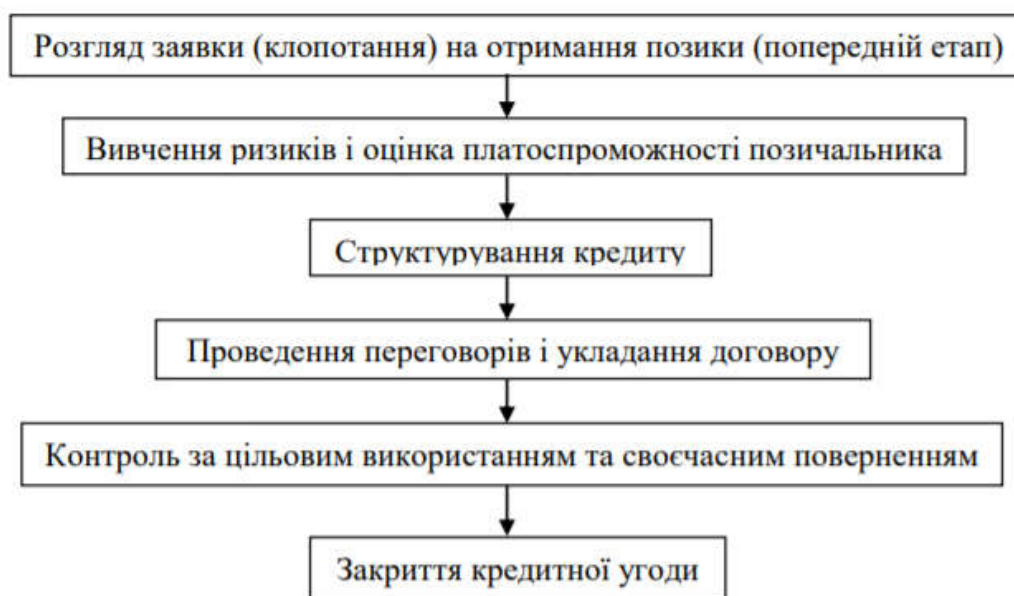 Розгляд заявки (клопотання) на отримання позики (попередній етап)
Вивчення ризиків і оцінка платоспроможності позичальника
Структурування кредиту
Проведення переговорів і укладання договору
Контроль за цільовим використанням та своєчасним поверненням
Закриття кредитної угоди